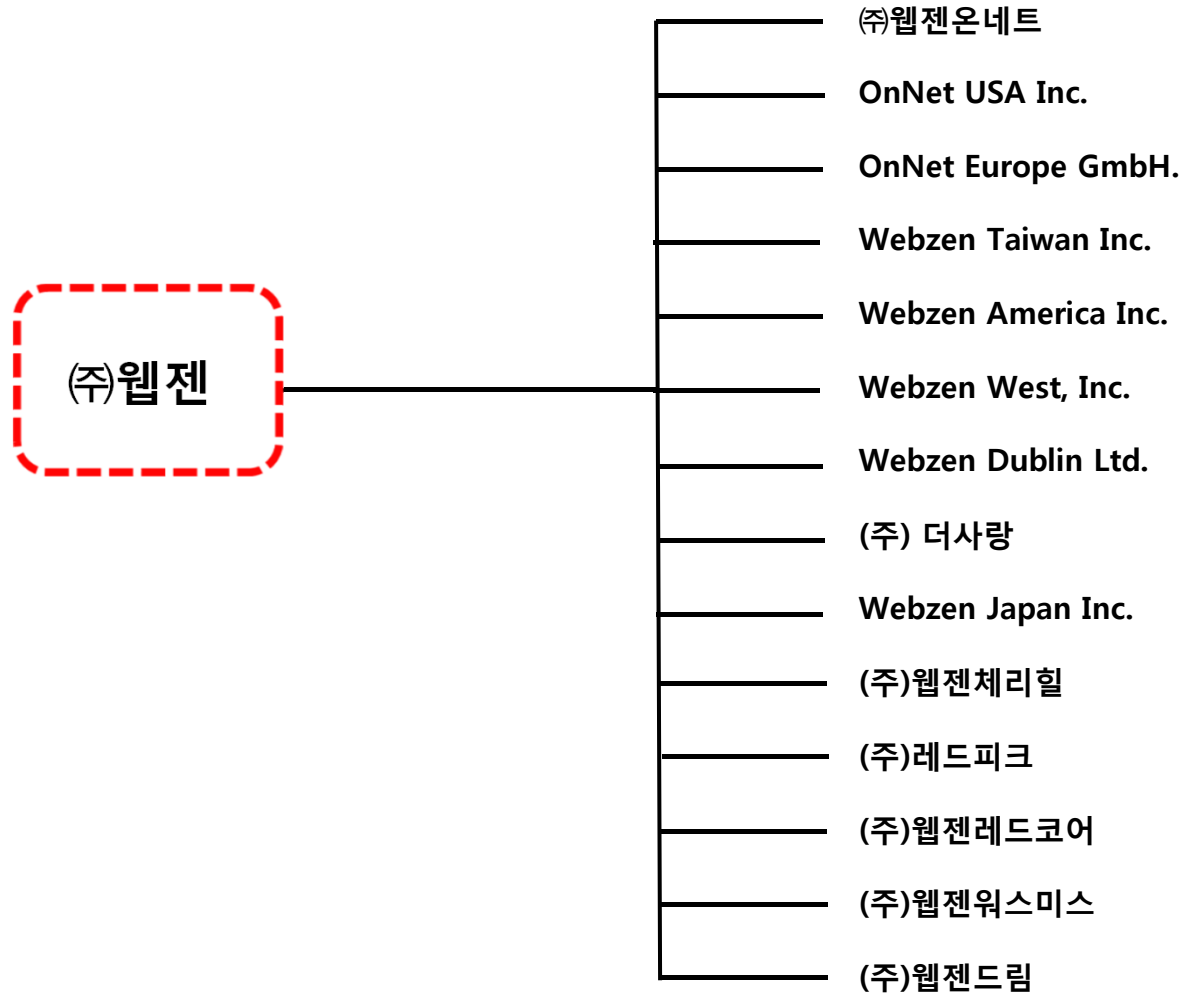 ㈜웹젠온네트
OnNet USA Inc.
OnNet Europe GmbH.
Webzen Taiwan Inc.
Webzen America Inc.
㈜웹젠
Webzen West, Inc.
Webzen Dublin Ltd.
(주) 더사랑
Webzen Japan Inc.
(주)웹젠체리힐
(주)레드피크
(주)웹젠레드코어
(주)웹젠워스미스
(주)웹젠드림